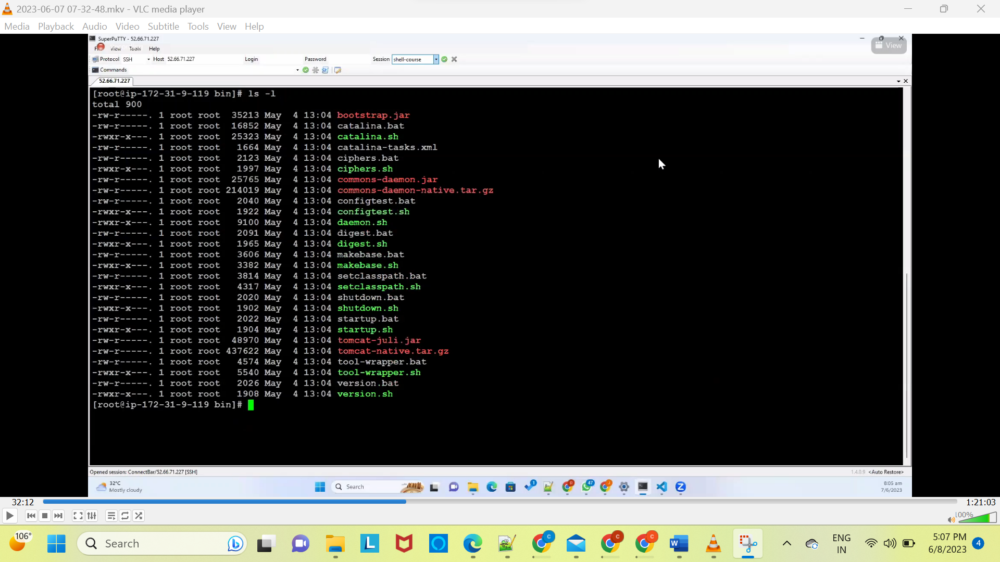 2023-06-07 07-32-48.mkv - VLC media player
Media Playback Audio Video Subtitle Tools View Help
SuperPuTTY - 52.66.71.227
View Tools Help
View
Protocol SSH Host 52.66.71.227 Login Password Session shell-course
Commands
52.66.71.227
[root@ip-172-31-9-119 bin]# ls -l
total 900
-rw-r-----. 1 root root 35213 May 4 13:04 bootstrap.jar
-rw-r-----. 1 root root 16852 May 4 13:04 catalina.bat
-rwxr-x---. 1 root root 25323 May 4 13:04 catalina.sh
-rw-r-----. 1 root root 1664 May 4 13:04 catalina-tasks.xml
-rw-r-----. 1 root root 2123 May 4 13:04 ciphers.bat
-rwxr-x---. 1 root root 1997 May 4 13:04 ciphers.sh
-rw-r-----. 1 root root 25765 May 4 13:04 commons-daemon.jar
-rw-r-----. 1 root root 214019 May 4 13:04 commons-daemon-native.tar.gz
-rw-r-----. 1 root root 2040 May 4 13:04 configtest.bat
-rwxr-x---. 1 root root 1922 May 4 13:04 configtest.sh
-rwxr-x---. 1 root root 9100 May 4 13:04 daemon.sh
-rw-r-----. 1 root root 2091 May 4 13:04 digest.bat
-rwxr-x---. 1 root root 1965 May 4 13:04 digest.sh
-rw-r-----. 1 root root 3606 May 4 13:04 makebase.bat
-rwxr-x---. 1 root root 3382 May 4 13:04 makebase.sh
-rw-r-----. 1 root root 3814 May 4 13:04 setclasspath.bat
-rwxr-x---. 1 root root 4317 May 4 13:04 setclasspath.sh
-rw-r-----. 1 root root 2020 May 4 13:04 shutdown.bat
-rwxr-x---. 1 root root 1902 May 4 13:04 shutdown.sh
-rw-r-----. 1 root root 2022 May 4 13:04 startup.bat
-rwxr-x---. 1 root root 1904 May 4 13:04 startup.sh
-rw-r-----. 1 root root 48970 May 4 13:04 tomcat-juli.jar
-rw-r-----. 1 root root 437622 May 4 13:04 tomcat-native.tar.gz
-rw-r-----. 1 root root 4574 May 4 13:04 tool-wrapper.bat
-rwxr-x---. 1 root root 5540 May 4 13:04 tool-wrapper.sh
-rw-r-----. 1 root root 2026 May 4 13:04 version.bat
-rwxr-x---. 1 root root 1908 May 4 13:04 version.sh
[root@ip-172-31-9-119 bin]#
Opened session: ConnectBar/52.66.71.227 [SSH] 1.4.0.9 <Auto Restore>
32°C
Mostly cloudy
Search
8:05 am
7/6/2023
32:12 1:21:03
100%
106°
Search
ENG
IN
5:07 PM
6/8/2023
4